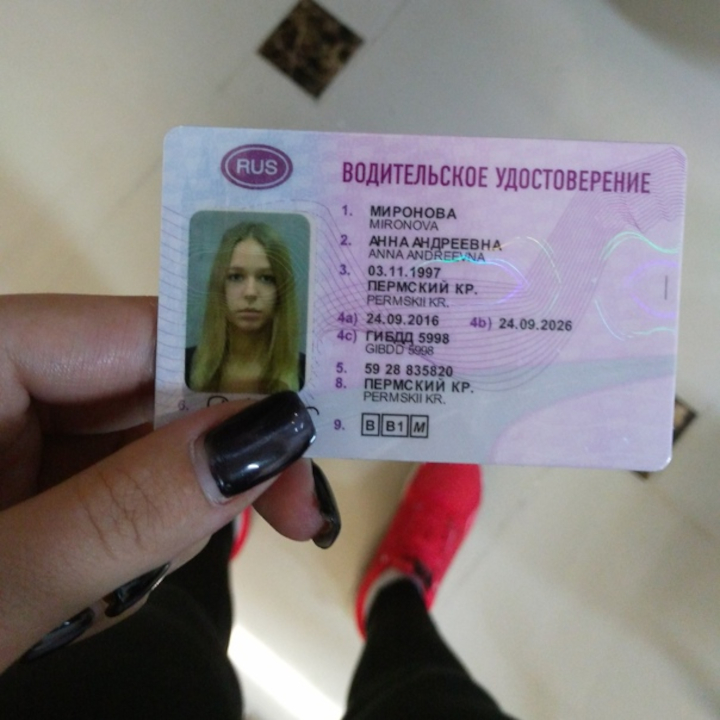 RUS
ВОДИТЕЛЬСКОЕ УДОСТОВЕРЕНИЕ
1. МИРОНОВА
MIRONOVA
2. АННА АНДРЕЕВНА
ANNA ANDREEVNA
3. 03.11.1997
ПЕРМСКИЙ КР.
PERMSKII KR.
4a) 24.09.2016 4b) 24.09.2026
4c) ГИБДД 5998
GIBDD 5998
5. 59 28 835820
8. ПЕРМСКИЙ КР.
PERMSKII KR.
6.
9. B B1 M